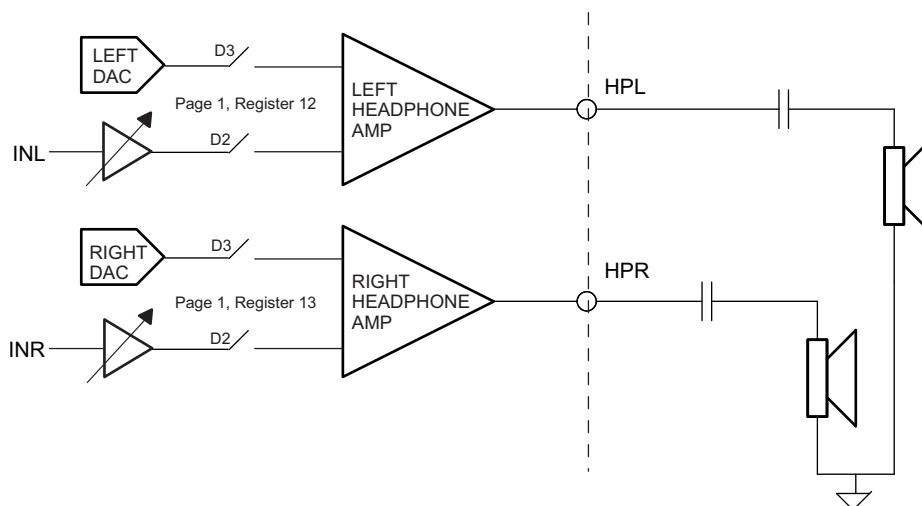 LEFT
DAC
D3
Page 1, Register 12
D2
INL
LEFT
HEADPHONE
AMP
HPL
RIGHT
DAC
D3
Page 1, Register 13
D2
INR
RIGHT
HEADPHONE
AMP
HPR